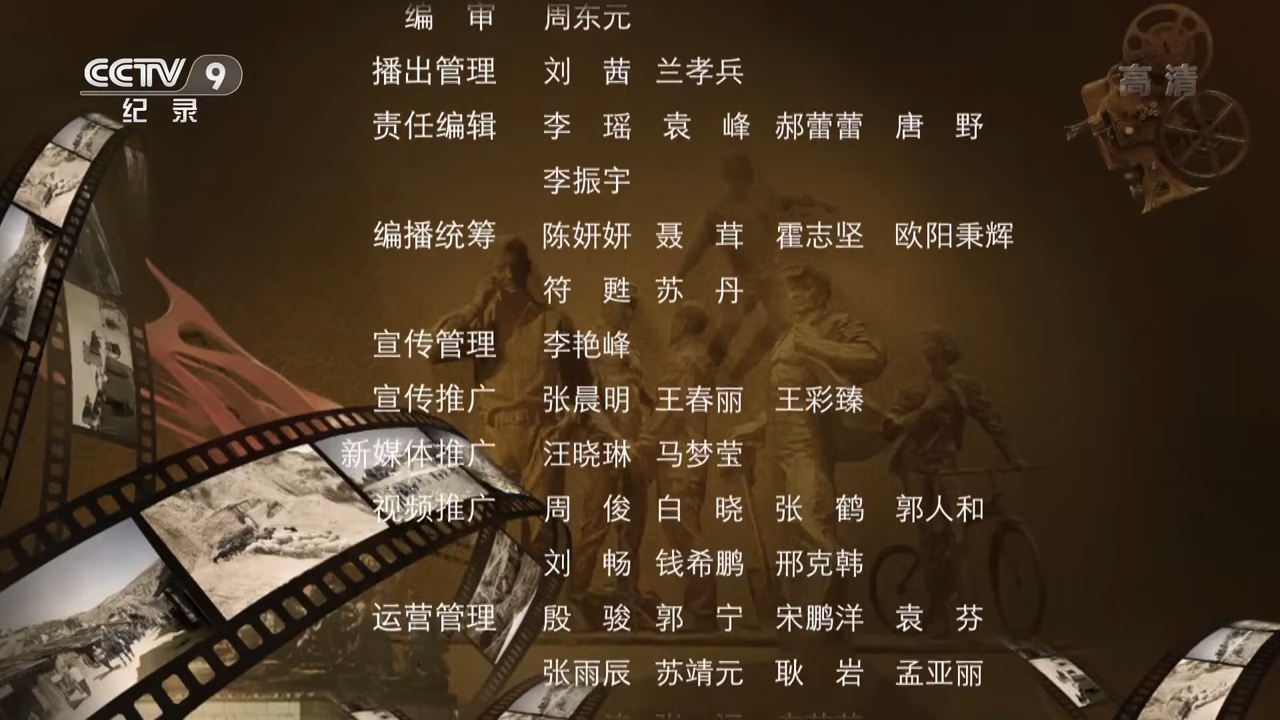 编 审 周东元
CCTV 9
纪 录
高 清
播出管理 刘 茜 兰孝兵
责任编辑 李 瑶 袁 峰 郝蕾蕾 唐 野
李振宇
编播统筹 陈妍妍 聂 茸 霍志坚 欧阳秉辉
符 甦 苏 丹
宣传管理 李艳峰
宣传推广 张晨明 王春丽 王彩臻
新媒体推广 汪晓琳 马梦莹
视频推广 周 俊 白 晓 张 鹤 郭人和
刘 畅 钱希鹏 邢克韩
运营管理 殷 骏 郭 宁 宋鹏洋 袁 芬
张雨辰 苏靖元 耿 岩 孟亚丽